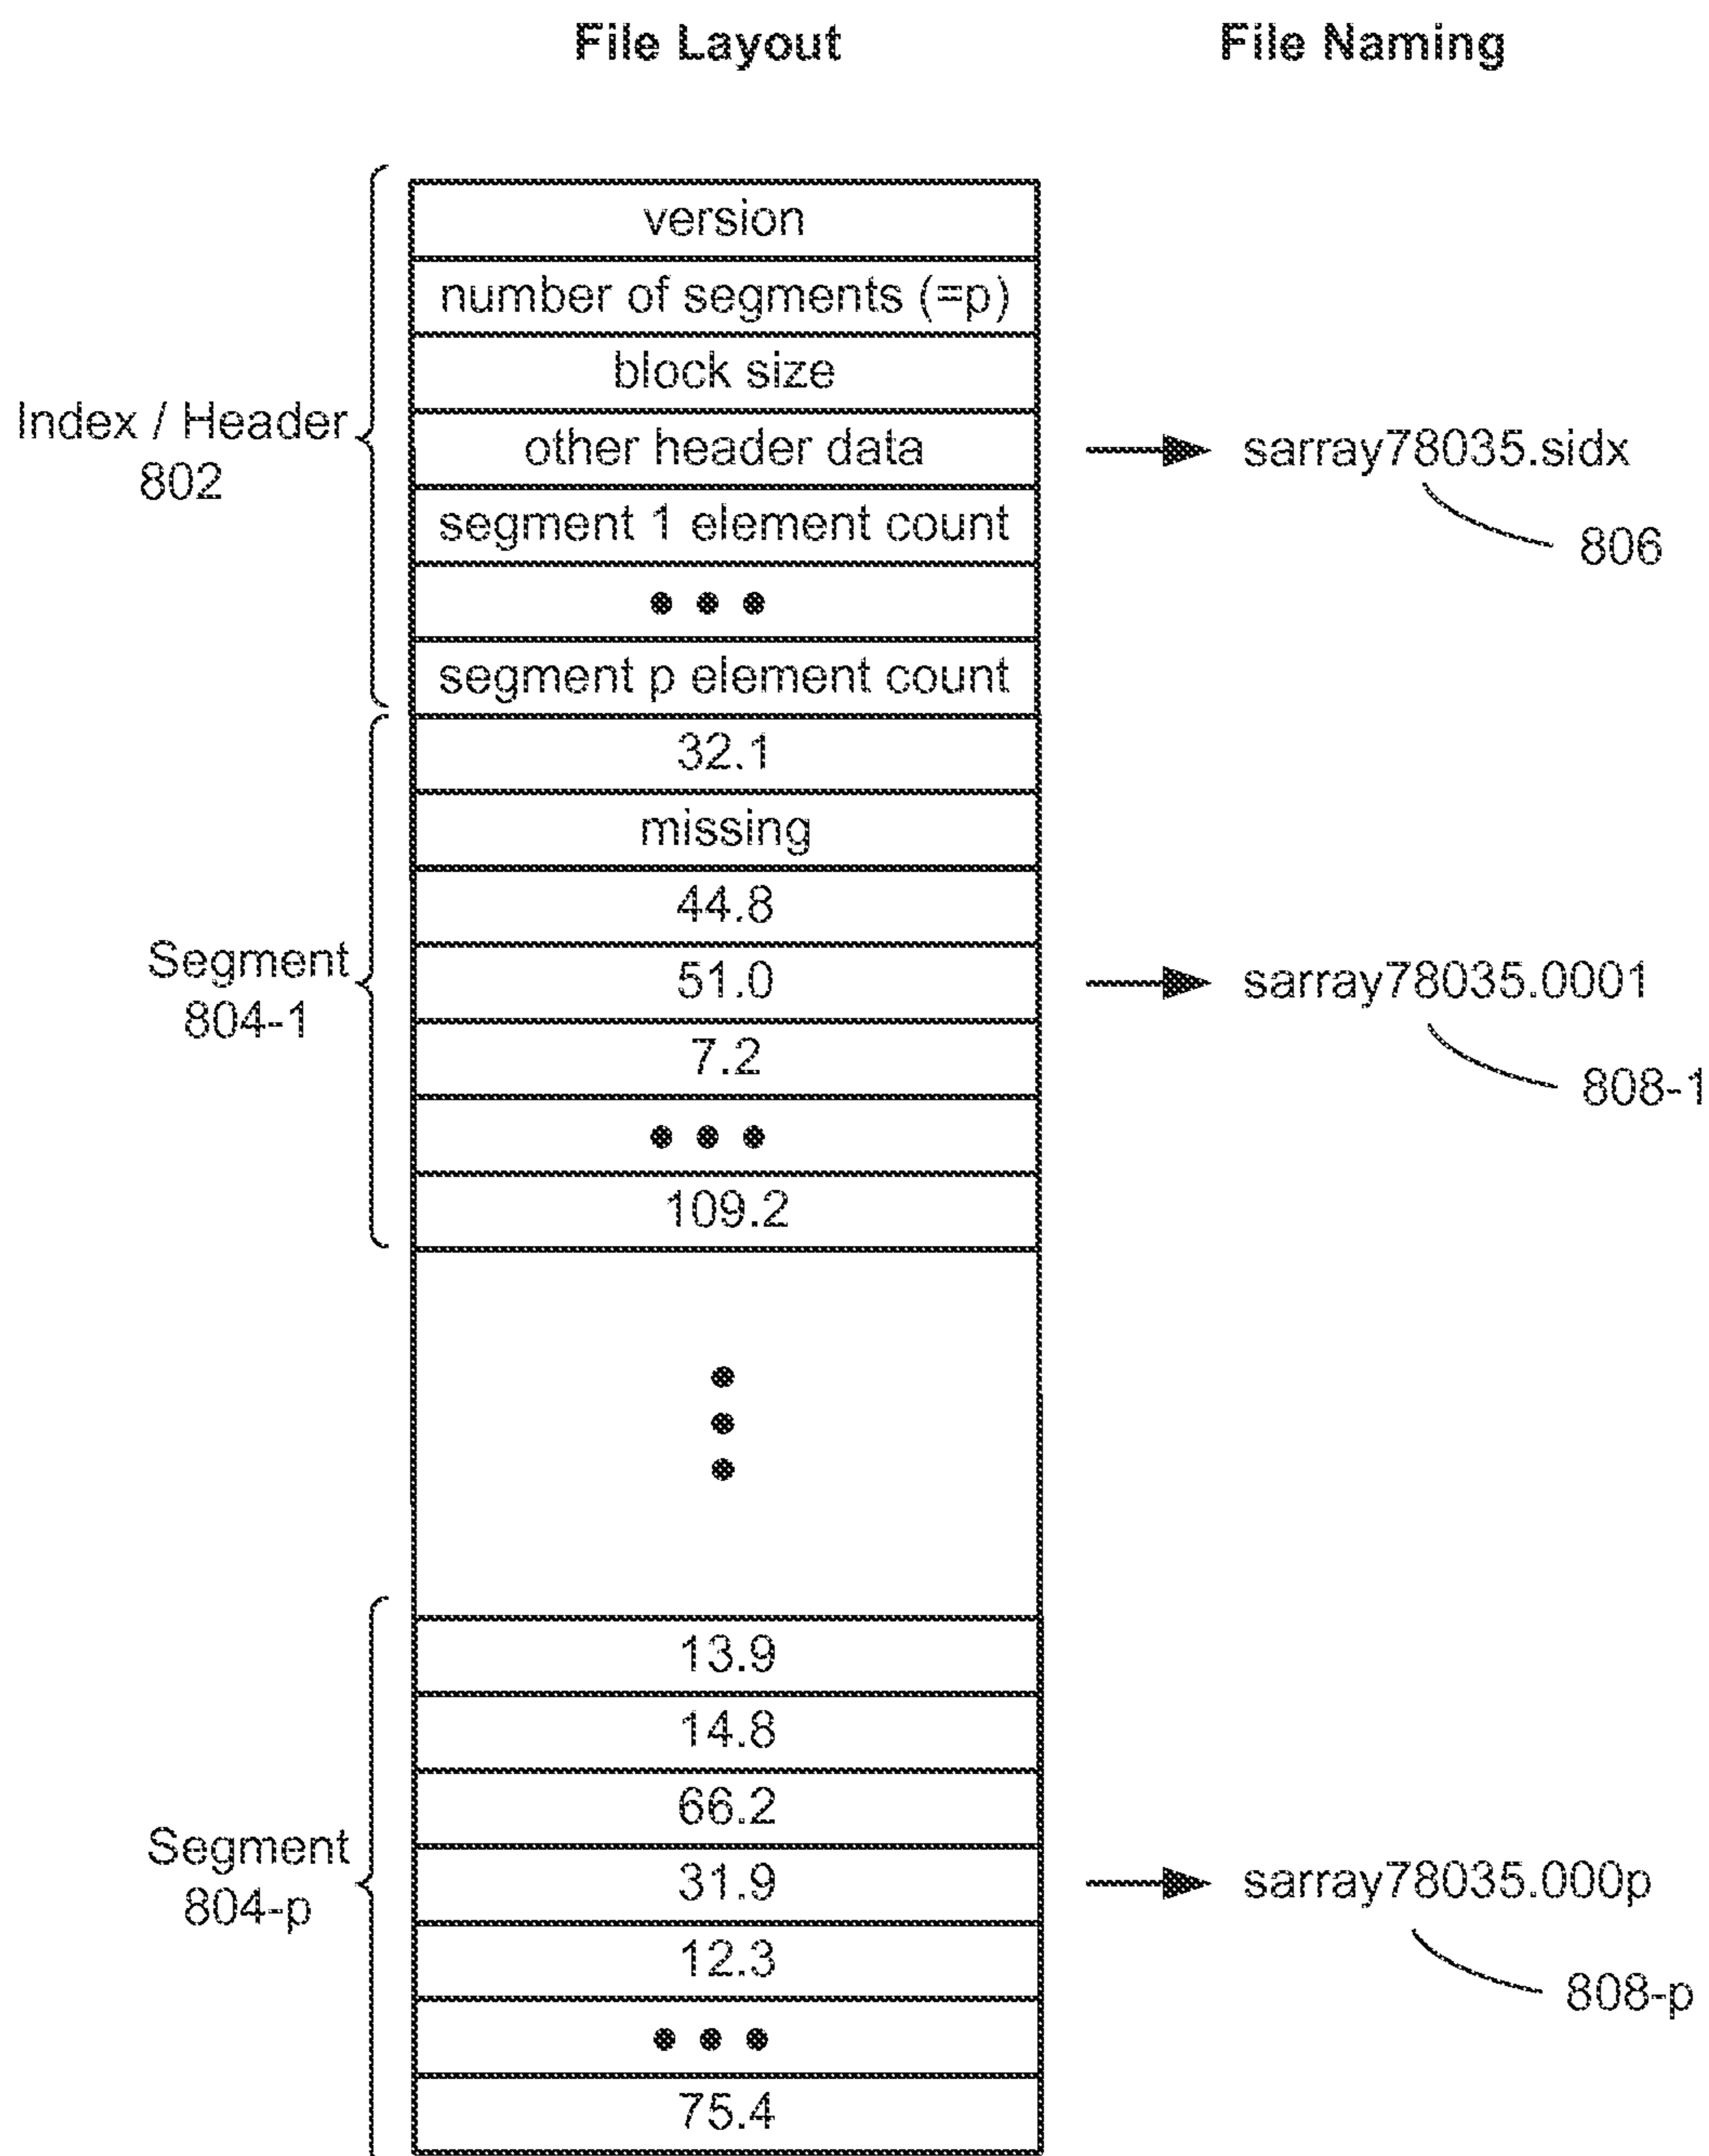 File Layout
File Naming
version
number of segments (=p)
block size
Index / Header
802
other header data
sarray78035.sidx
806
segment 1 element count
● ● ●
segment p element count
32.1
missing
44.8
Segment
804-1
51.0
sarray78035.0001
808-1
7.2
● ● ●
109.2
13.9
14.8
66.2
Segment
804-p
31.9
sarray78035.000p
808-p
12.3
● ● ●
75.4